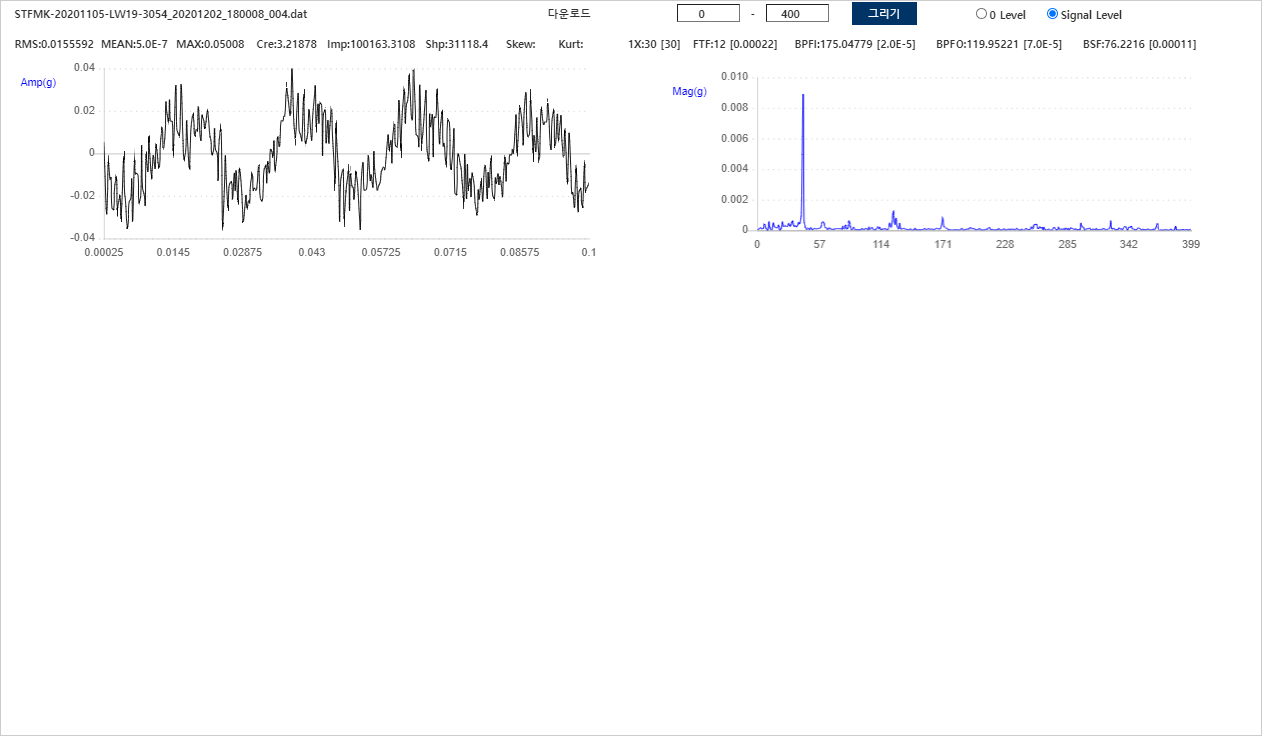 STFMK-20201105-LW19-3054_20201202_180008_004.dat 다운로드 0 - 400 그리기 0 Level Signal Level
RMS:0.0155592 MEAN:5.0E-7 MAX:0.05008 Cre:3.21878 Imp:100163.3108 Shp:31118.4 Skew: Kurt: 1X:30 [30] FTF:12 [0.00022] BPFI:175.04779 [2.0E-5] BPFO:119.95221 [7.0E-5] BSF:76.2216 [0.00011]
Amp(g)
0.04
0.02
0
-0.02
-0.04
0.00025 0.0145 0.02875 0.043 0.05725 0.0715 0.08575 0.1
Mag(g)
0.010
0.008
0.006
0.004
0.002
0
0 57 114 171 228 285 342 399